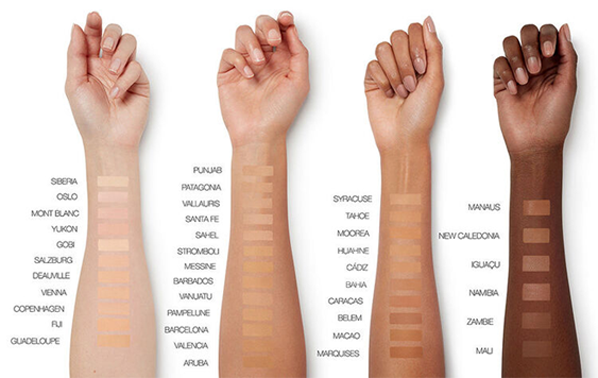 SIBERIA
OSLO
MONT BLANC
YUKON
GOBI
SALZBURG
DEAUVILLE
VIENNA
COPENHAGEN
FIJI
GUADELOUPE
PUNJAB
PATAGONIA
VALLAURIS
SANTA FE
SAHEL
STROMBOLI
MESSINE
BARBADOS
VANUATU
PAMPELUNE
BARCELONA
VALENCIA
ARUBA
SYRACUSE
TAHOE
MOOREA
HUAHINE
CÁDIZ
BAHIA
CARACAS
BELEM
MACAO
MARQUISES
MANAUS
NEW CALEDONIA
IGUAÇU
NAMIBIA
ZAMBIE
MALI